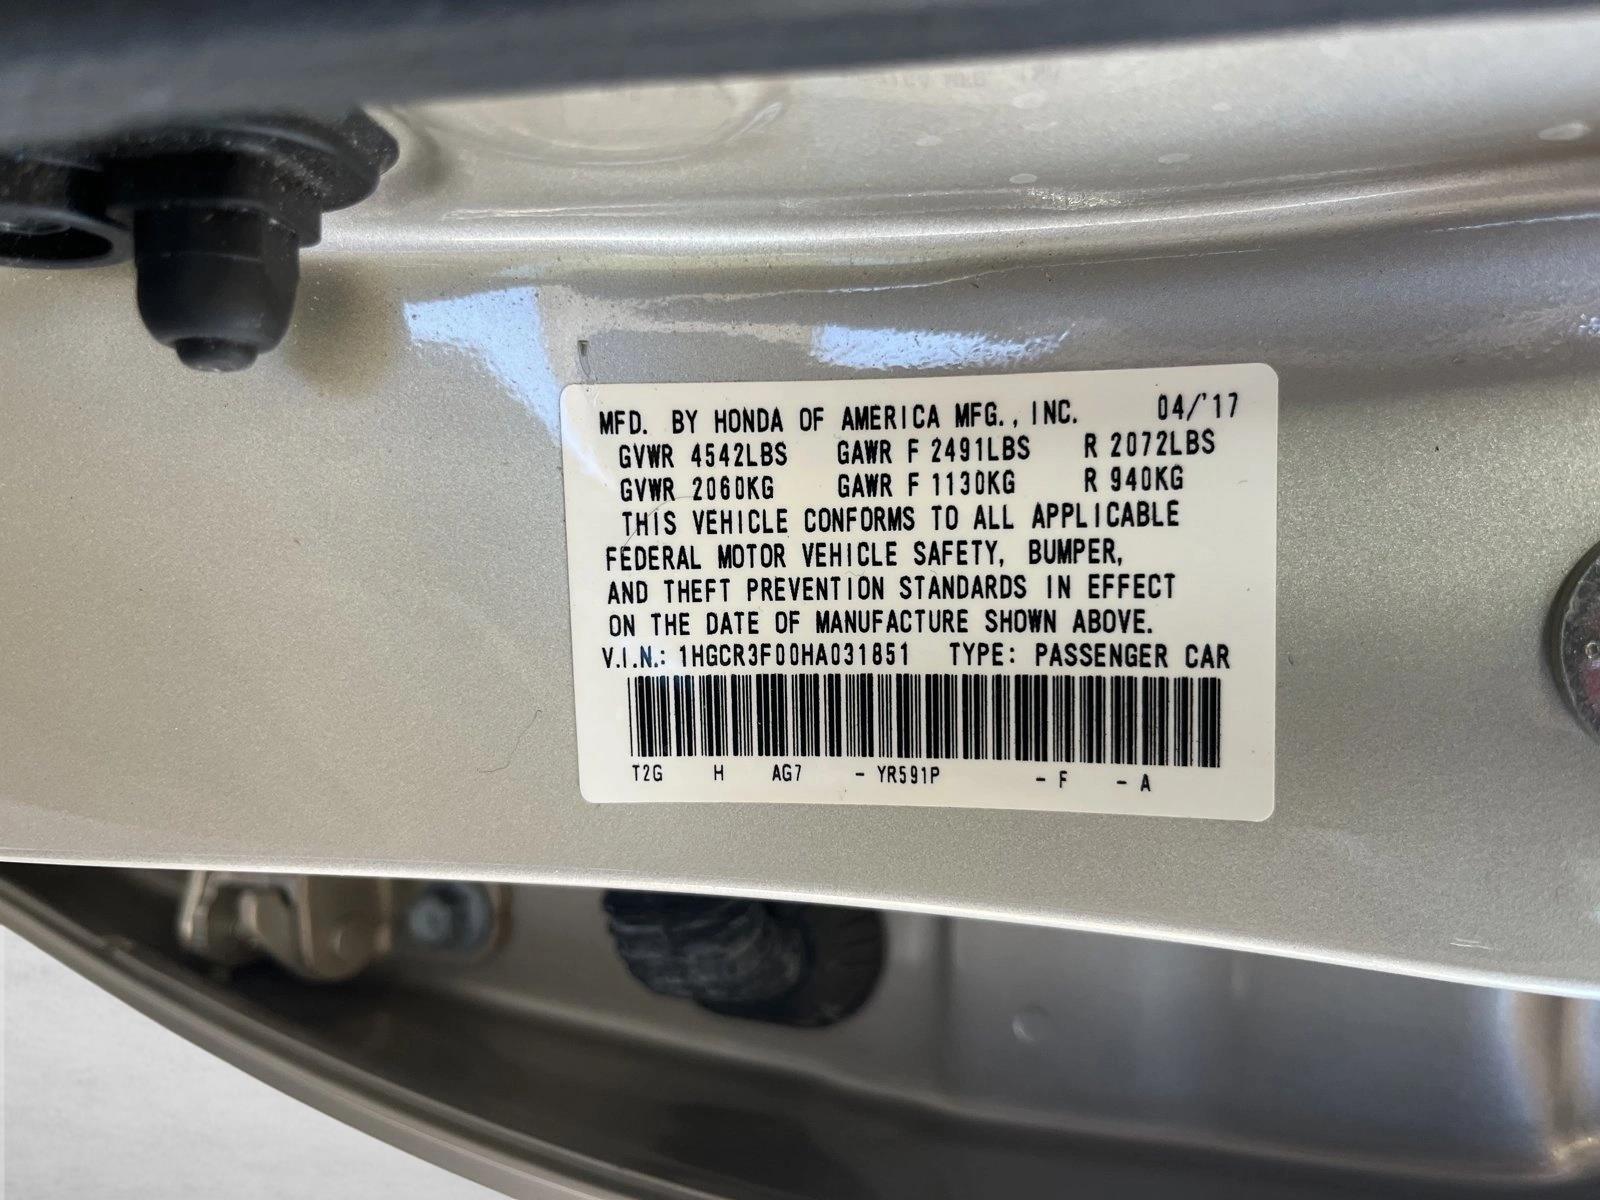 MFD. BY HONDA OF AMERICA MFG., INC. 04/'17
GVWR 4542LBS GAWR F 2491LBS R 2072LBS
GVWR 2060KG GAWR F 1130KG R 940KG
THIS VEHICLE CONFORMS TO ALL APPLICABLE
FEDERAL MOTOR VEHICLE SAFETY, BUMPER,
AND THEFT PREVENTION STANDARDS IN EFFECT
ON THE DATE OF MANUFACTURE SHOWN ABOVE.
V.I.N.: 1HGCR3F00HA031851 TYPE: PASSENGER CAR
T2G H AG7 - YR591P - F - A